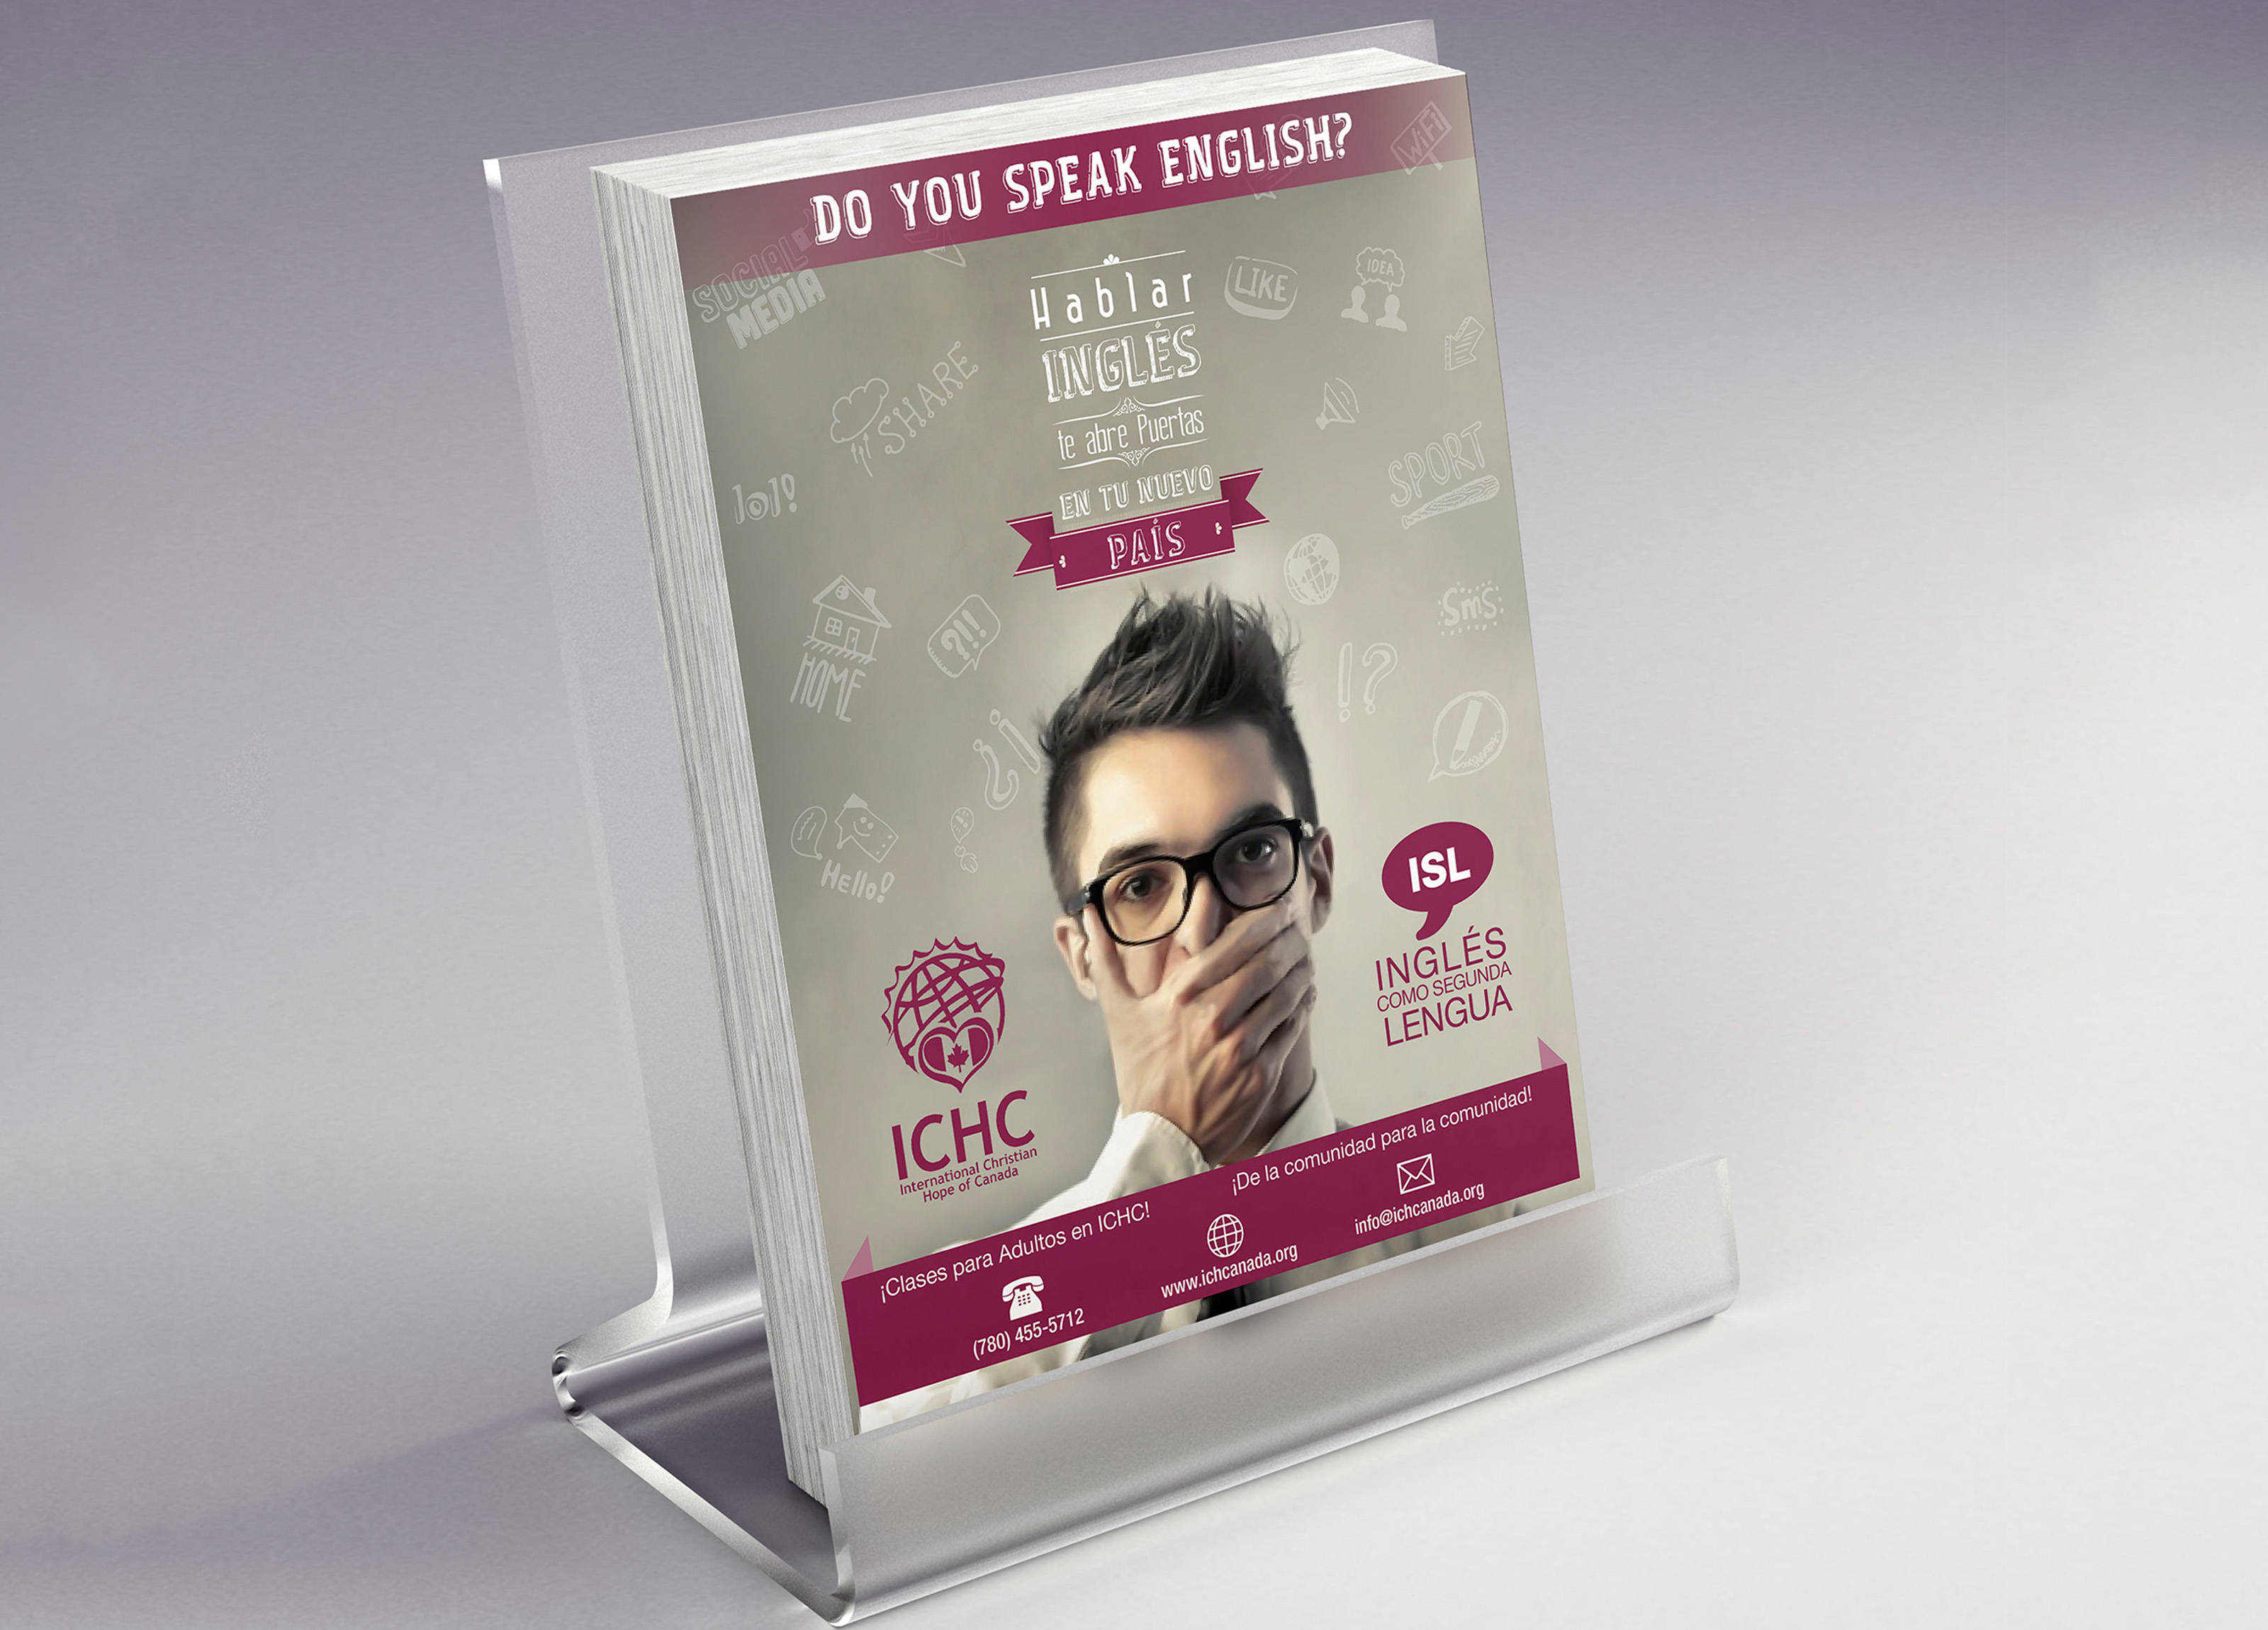 DO YOU SPEAK ENGLISH?
WiFi
SOCIAL
MEDIA
Hablar
INGLÉS
te abre Puertas
EN TU NUEVO
PAÍS
LIKE
IDEA
SHARE
lol!
SPORT
HOME
?!!
!?
Sms
¿¡
Hello!
ISL
INGLÉS
COMO SEGUNDA
LENGUA
ICHC
International Christian
Hope of Canada
¡Clases para Adultos en ICHC!
¡De la comunidad para la comunidad!
(780) 455-5712
www.ichcanada.org
info@ichcanada.org